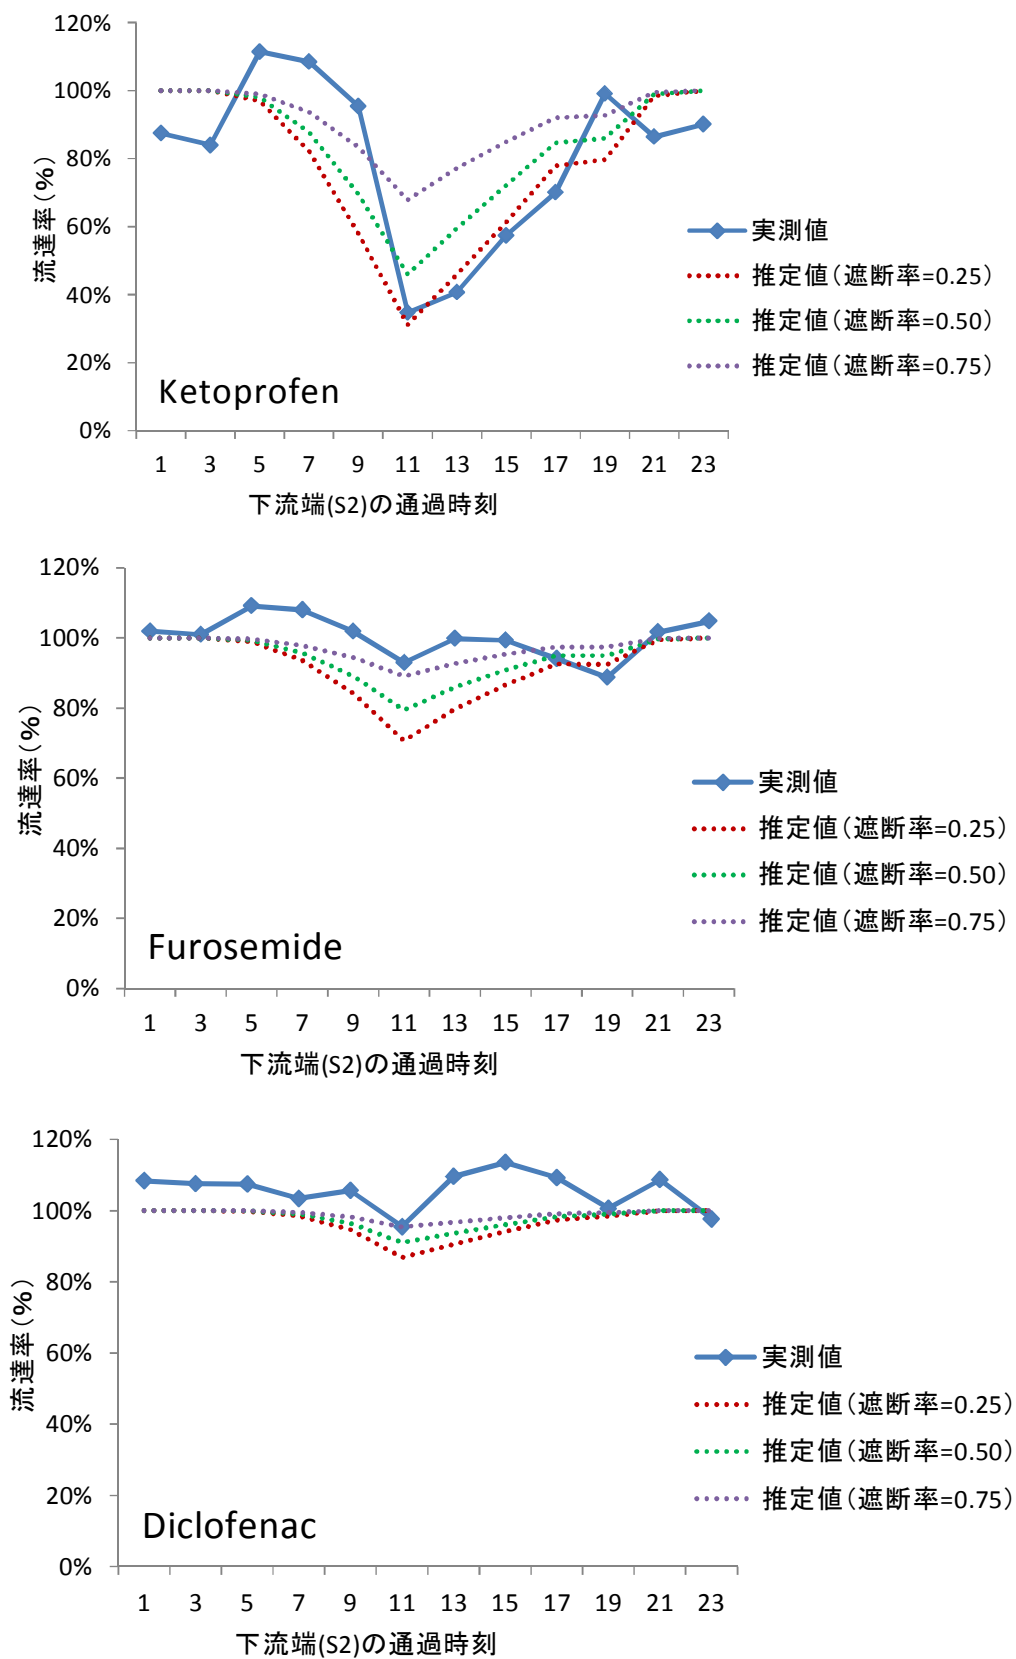 120%
100%
80%
60%
40%
20%
0%
流達率(%)
実測値
推定値(遮断率=0.25)
推定値(遮断率=0.50)
推定値(遮断率=0.75)
Ketoprofen
1 3 5 7 9 11 13 15 17 19 21 23
下流端(S2)の通過時刻
120%
100%
80%
60%
40%
20%
0%
流達率(%)
実測値
推定値(遮断率=0.25)
推定値(遮断率=0.50)
推定値(遮断率=0.75)
Furosemide
1 3 5 7 9 11 13 15 17 19 21 23
下流端(S2)の通過時刻
120%
100%
80%
60%
40%
20%
0%
流達率(%)
実測値
推定値(遮断率=0.25)
推定値(遮断率=0.50)
推定値(遮断率=0.75)
Diclofenac
1 3 5 7 9 11 13 15 17 19 21 23
下流端(S2)の通過時刻